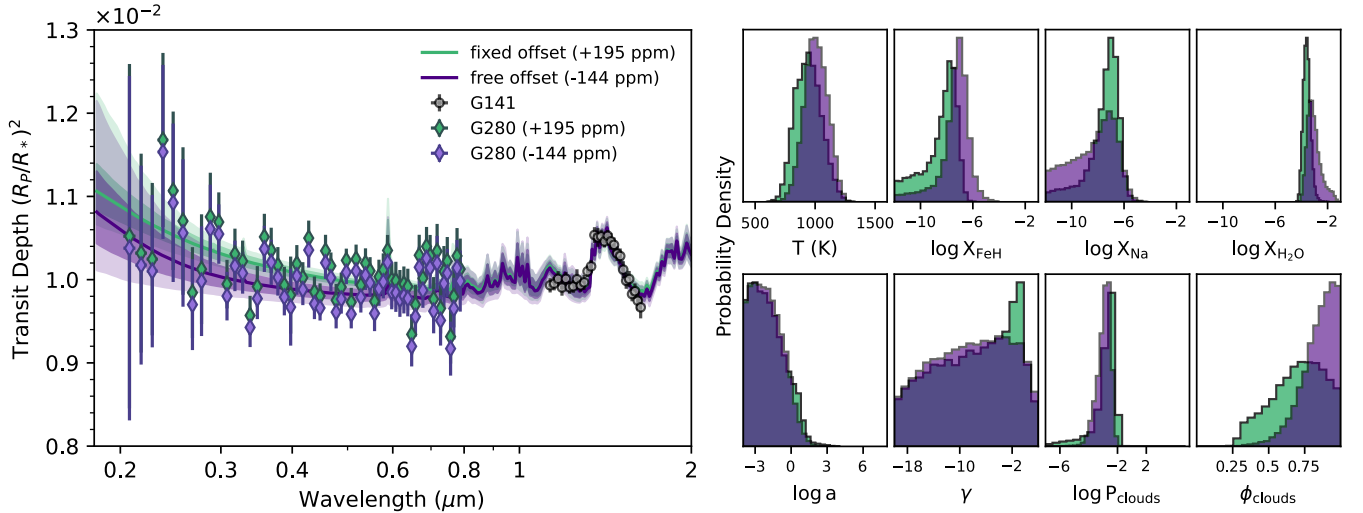 ×10⁻²
1.3
1.2
1.1
1.0
0.9
0.8
Transit Depth (R_P/R_*)²
fixed offset (+195 ppm)
free offset (-144 ppm)
G141
G280 (+195 ppm)
G280 (-144 ppm)
0.2 0.3 0.4 0.6 0.8 1 2
Wavelength (μm)
Probability Density
500 1000 1500
T (K)
−10 −6 −2
log X_FeH
−10 −6 −2
log X_Na
−10 −6 −2
log X_H₂O
−3 0 3
log a
−18 −10 −2
γ
−6 −2 2
log P_clouds
0.25 0.50 0.75
ϕ_clouds